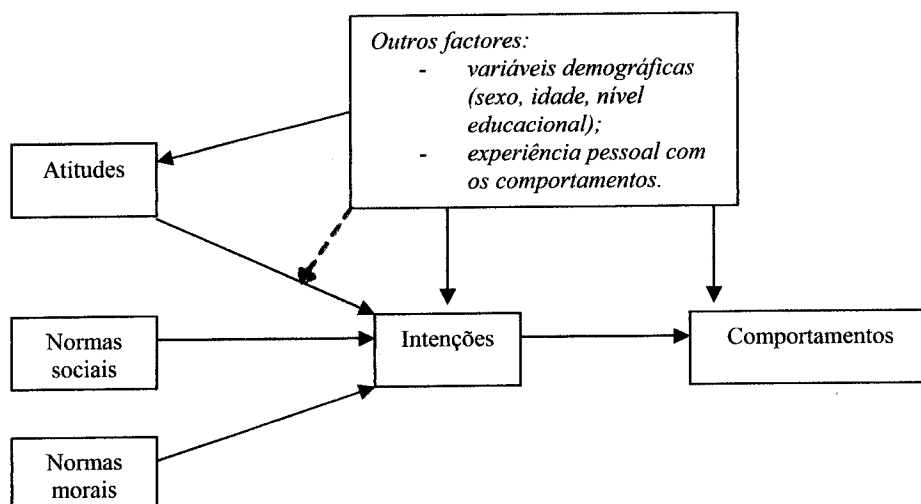 Outros factores:
- variáveis demográficas
(sexo, idade, nível
educacional);
- experiência pessoal com
os comportamentos.
Atitudes
Normas
sociais
Intenções
Comportamentos
Normas
morais